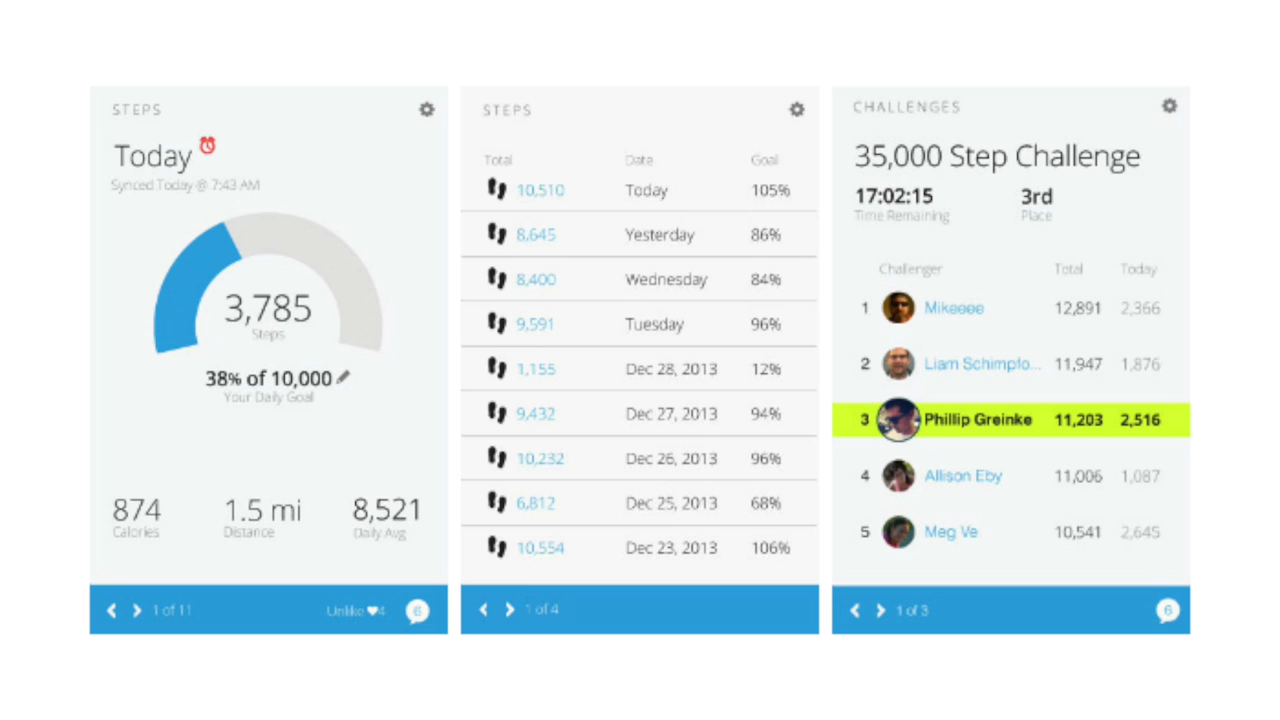 STEPS
Today
Synced Today @ 7:43 AM
3,785
Steps
38% of 10,000
Your Daily Goal
874 1.5 mi 8,521
Calories Distance Daily Avg
1 of 11 Unlike 4 6
STEPS
Total Date Goal
10,510 Today 105%
8,645 Yesterday 86%
8,400 Wednesday 84%
9,591 Tuesday 96%
1,155 Dec 28, 2013 12%
9,432 Dec 27, 2013 94%
10,232 Dec 26, 2013 96%
6,812 Dec 25, 2013 68%
10,554 Dec 23, 2013 106%
1 of 4
CHALLENGES
35,000 Step Challenge
17:02:15 3rd
Time Remaining Place
Challenger Total Today
1 Mikeeee 12,891 2,366
2 Liam Schimpfo... 11,947 1,876
3 Phillip Greinke 11,203 2,516
4 Allison Eby 11,006 1,087
5 Meg Ve 10,541 2,645
1 of 3 6